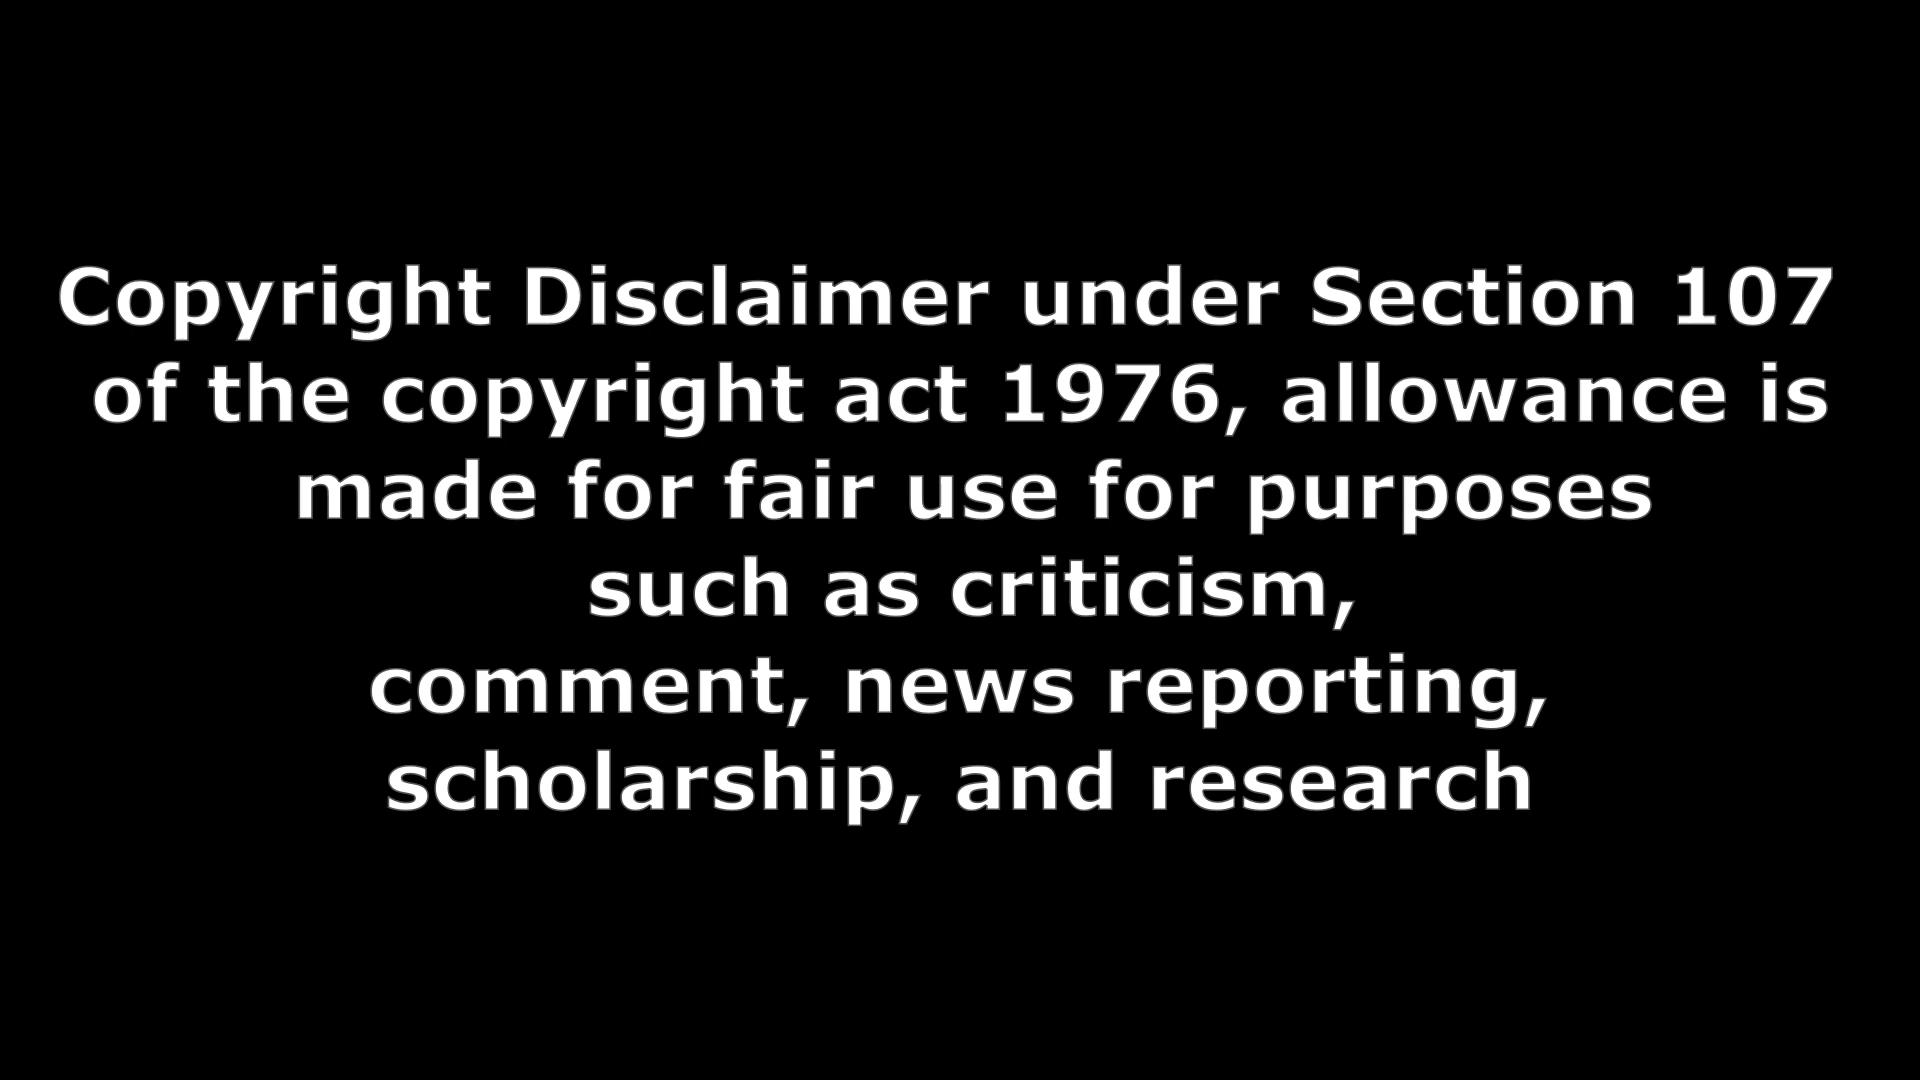 Copyright Disclaimer under Section 107
of the copyright act 1976, allowance is
made for fair use for purposes
such as criticism,
comment, news reporting,
scholarship, and research